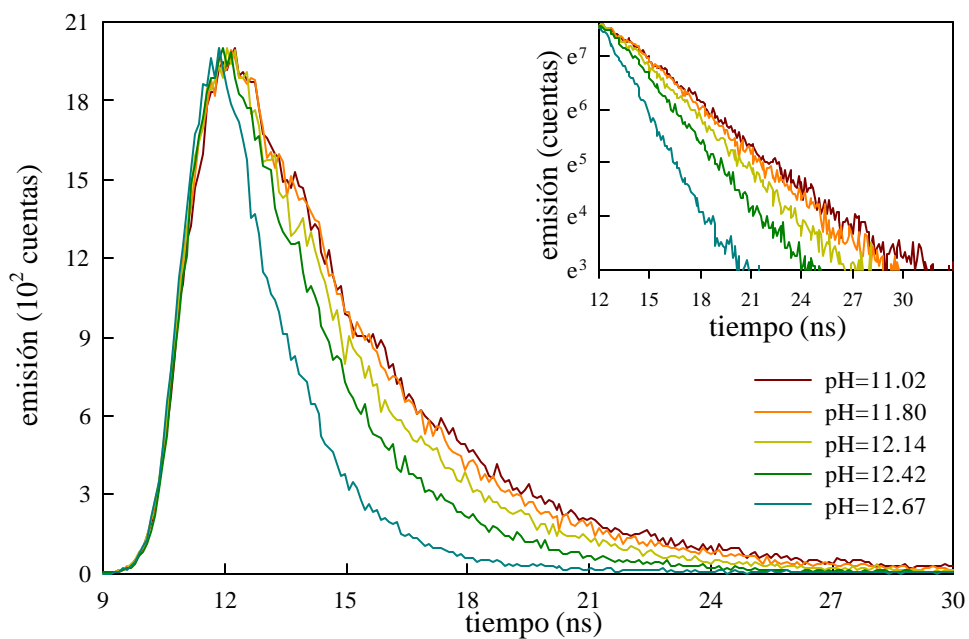 21
18
15
12
9
6
3
0
emisión (10² cuentas)
9
12
15
18
21
24
27
30
tiempo (ns)
e⁷
e⁶
e⁵
e⁴
e³
emisión (cuentas)
12
15
18
21
24
27
30
tiempo (ns)
pH=11.02
pH=11.80
pH=12.14
pH=12.42
pH=12.67